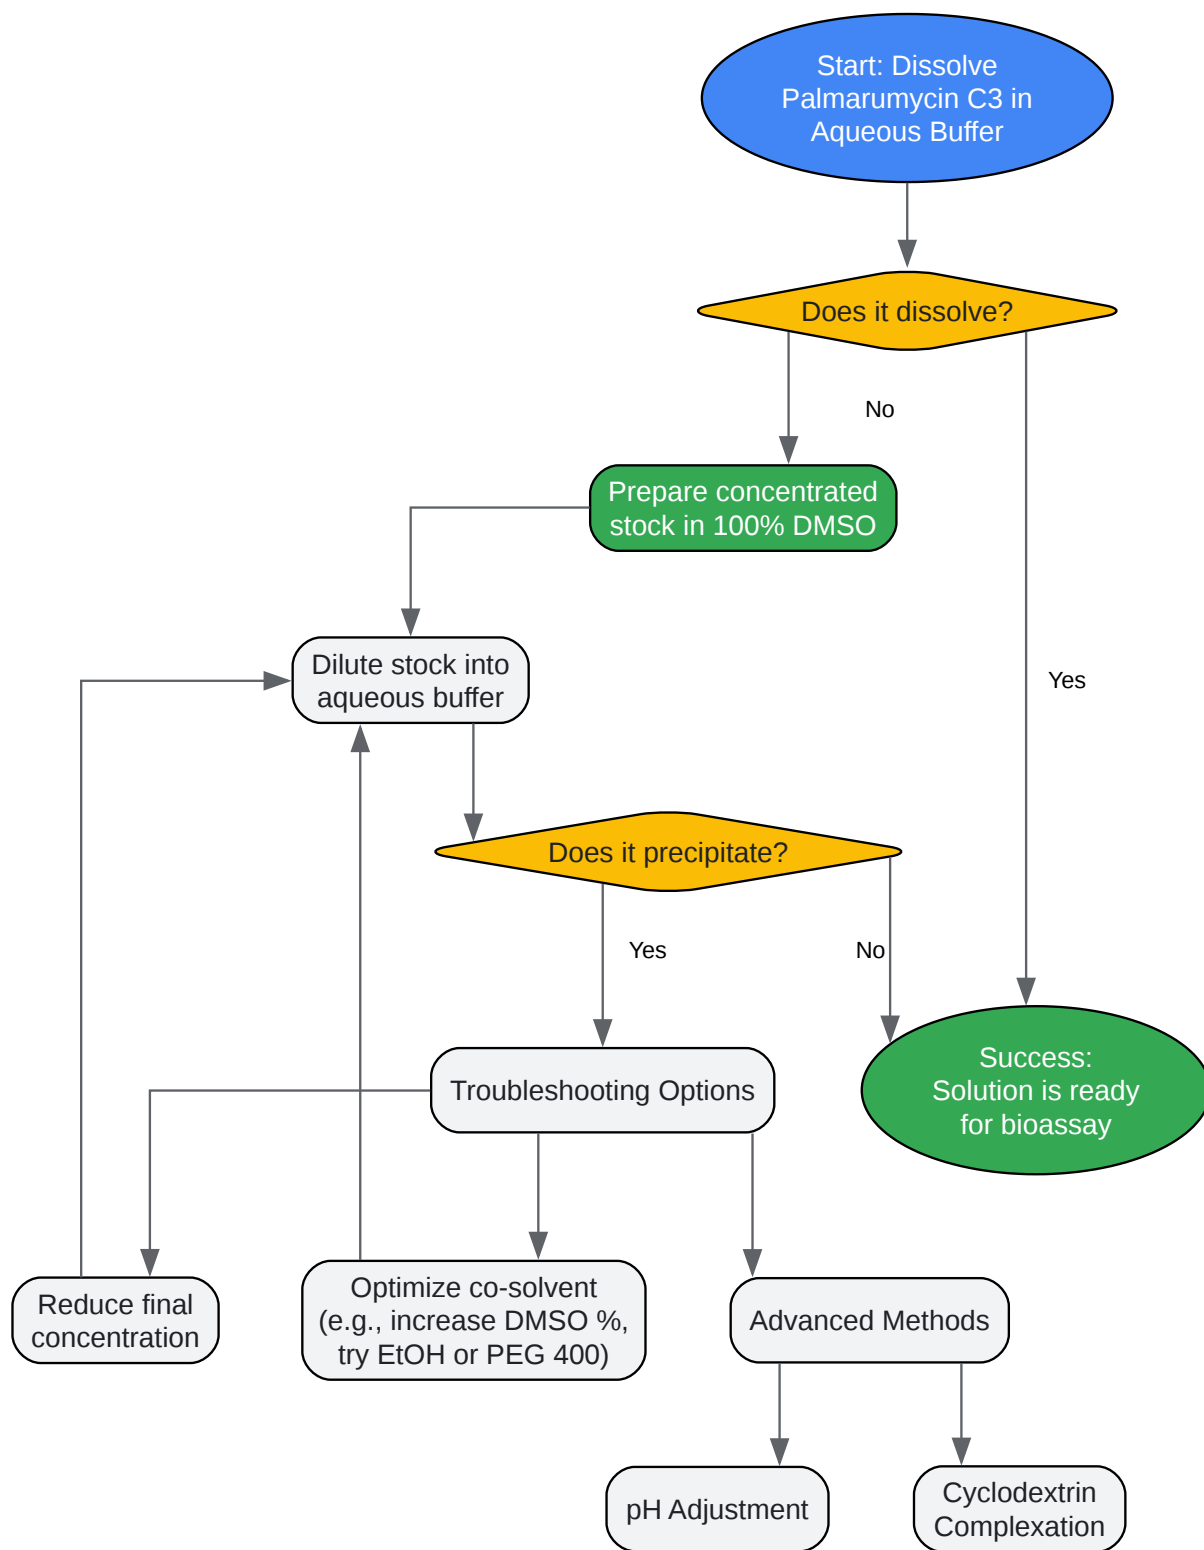 Start: Dissolve
Palmarumycin C3 in
Aqueous Buffer
Does it dissolve?
No
Prepare concentrated
stock in 100% DMSO
Dilute stock into
aqueous buffer
Yes
Does it precipitate?
Yes
No
Success:
Solution is ready
for bioassay
Troubleshooting Options
Reduce final
concentration
Optimize co-solvent
(e.g., increase DMSO %,
try EtOH or PEG 400)
Advanced Methods
pH Adjustment
Cyclodextrin
Complexation